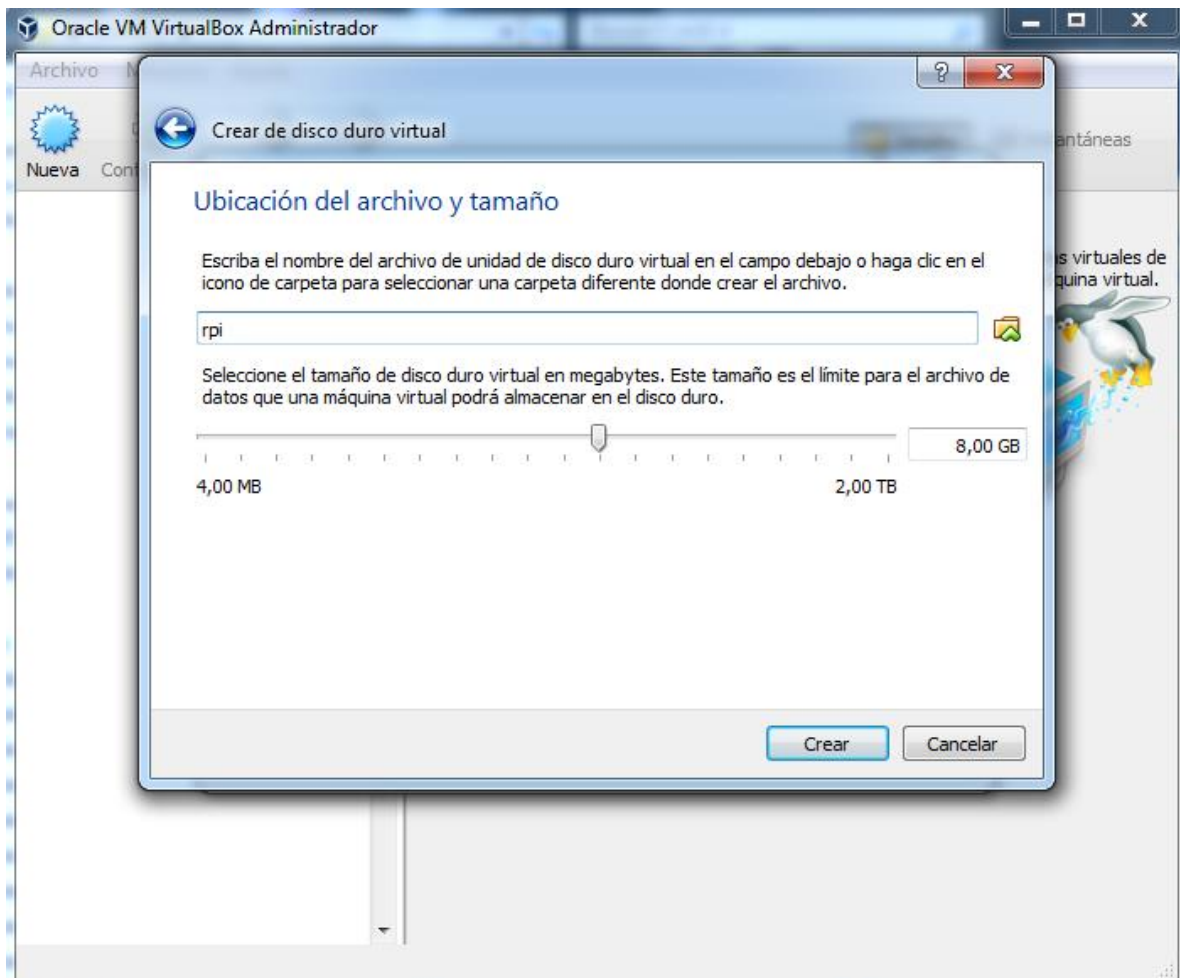 Oracle VM VirtualBox Administrador
Archivo
Crear de disco duro virtual
antáneas
Nueva Con
Ubicación del archivo y tamaño
Escriba el nombre del archivo de unidad de disco duro virtual en el campo debajo o haga clic en el
icono de carpeta para seleccionar una carpeta diferente donde crear el archivo.
s virtuales de
quina virtual.
rpi
Seleccione el tamaño de disco duro virtual en megabytes. Este tamaño es el límite para el archivo de
datos que una máquina virtual podrá almacenar en el disco duro.
8,00 GB
4,00 MB 2,00 TB
Crear Cancelar